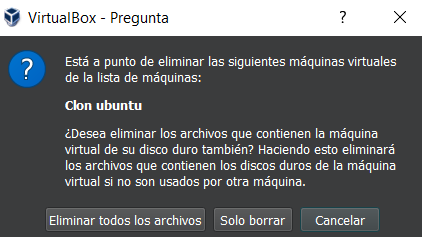 VirtualBox - Pregunta
Está a punto de eliminar las siguientes máquinas virtuales
de la lista de máquinas:
Clon ubuntu
¿Desea eliminar los archivos que contienen la máquina
virtual de su disco duro también? Haciendo esto eliminará
los archivos que contienen los discos duros de la máquina
virtual si non son usados por otra máquina.
Eliminar todos los archivos Solo borrar Cancelar